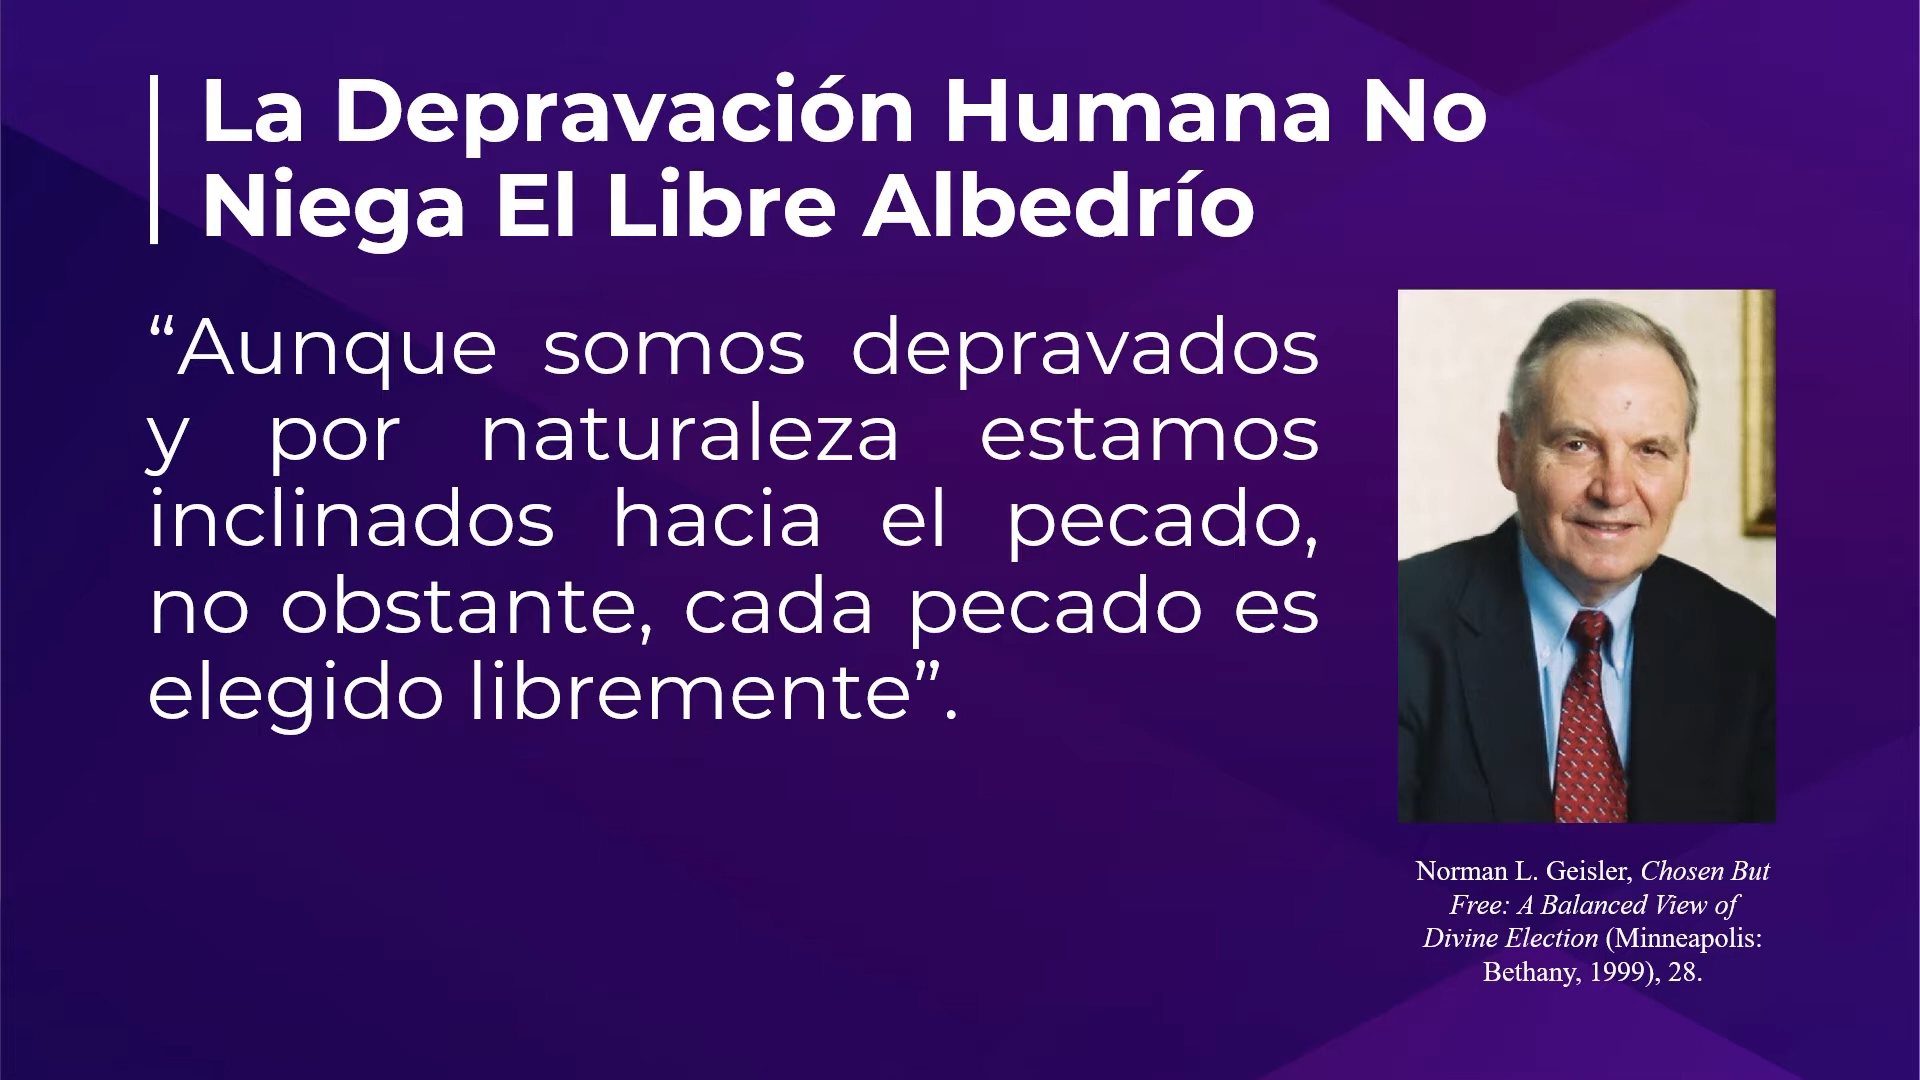 La Depravación Humana No
Niega El Libre Albedrío
“Aunque somos depravados
y por naturaleza estamos
inclinados hacia el pecado,
no obstante, cada pecado es
elegido libremente”.
Norman L. Geisler, Chosen But
Free: A Balanced View of
Divine Election (Minneapolis:
Bethany, 1999), 28.